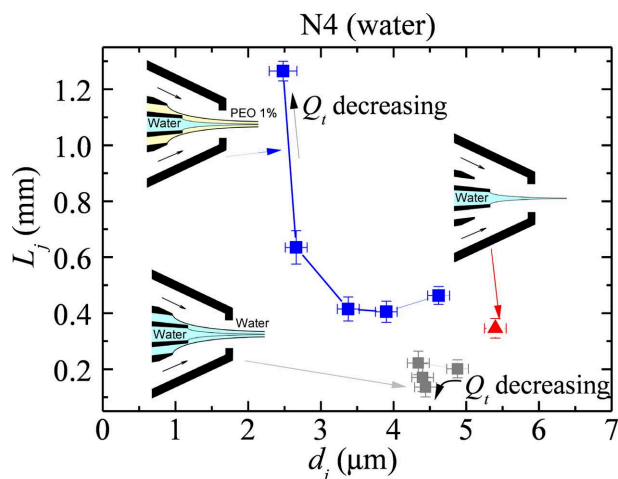 N4 (water)
1.2
1.0
0.8
0.6
0.4
0.2
L_j (mm)
PEO 1%
Water
Q_t decreasing
Water
Water
Water
Q_t decreasing
0 1 2 3 4 5 6 7
d_j (μm)